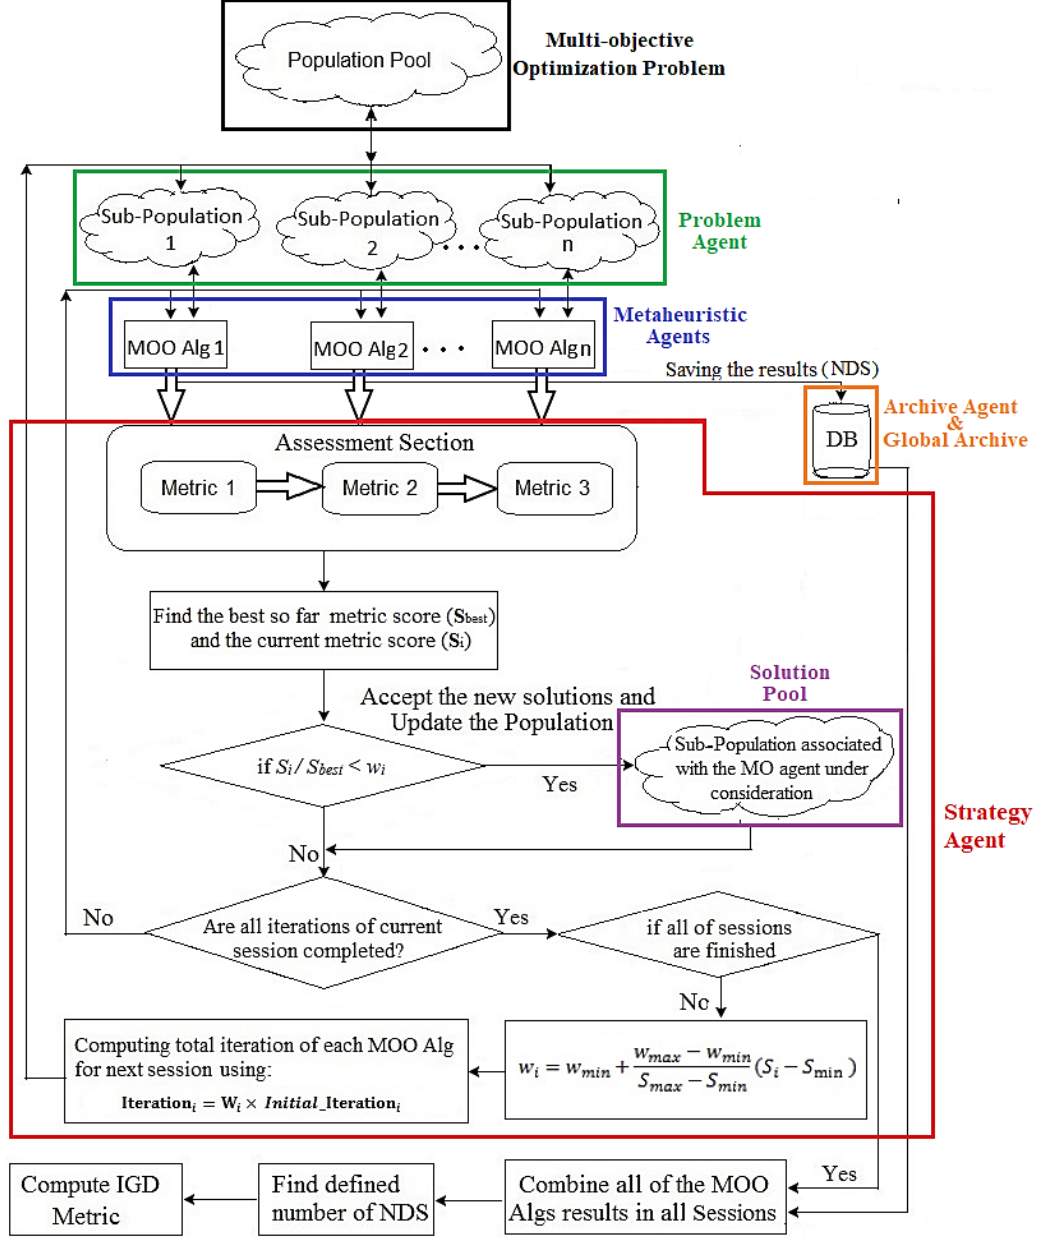 Multi-objective
Optimization Problem
Population Pool
Sub-Population
1
Sub-Population
2
. . .
Sub-Population
n
Problem
Agent
Metaheuristic
Agents
MOO Alg1
MOO Alg2
. . .
MOO Algn
Saving the results (NDS)
Archive Agent
&
Global Archive
DB
Assessment Section
Metric 1
Metric 2
Metric 3
Find the best so far metric score (Sbest)
and the current metric score (Si)
Accept the new solutions and
Update the Population
Solution
Pool
Sub-Population associated
with the MO agent under
consideration
if Si / Sbest < wi
Yes
No
Strategy
Agent
Are all iterations of current
session completed?
No
Yes
if all of sessions
are finished
No
wi = wmin + (wmax − wmin)/(Smax − Smin) (Si − Smin )
Computing total iteration of each MOO Alg
for next session using:
Iterationi = Wi × Initial_Iterationi
Yes
Combine all of the MOO
Algs results in all Sessions
Find defined
number of NDS
Compute IGD
Metric